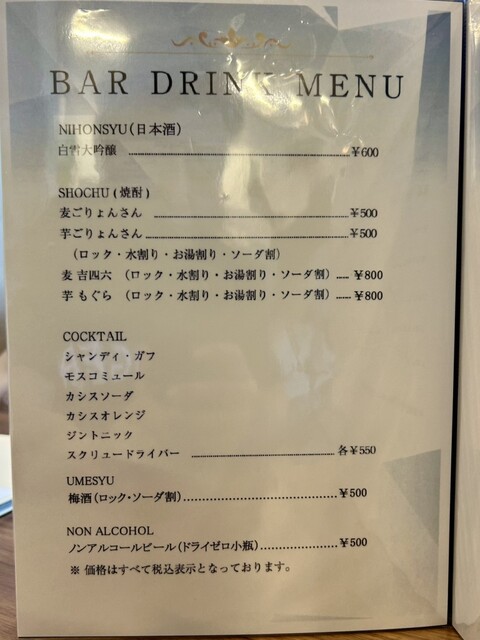 BAR DRINK MENU
NIHONSYU(日本酒)
白雪大吟醸 ........ ¥600
SHOCHU(焼酎)
麦ごりょんさん ........ ¥500
芋ごりょんさん ........ ¥500
(ロック・水割り・お湯割り・ソーダ割)
麦 吉四六 (ロック・水割り・お湯割り・ソーダ割) ...... ¥800
芋 もぐら (ロック・水割り・お湯割り・ソーダ割) ...... ¥800
COCKTAIL
シャンディ・ガフ
モスコミュール
カシスソーダ
カシスオレンジ
ジントニック
スクリュードライバー ........ 各¥550
UMESYU
梅酒(ロック・ソーダ割) ........ ¥500
NON ALCOHOL
ノンアルコールビール(ドライゼロ小瓶) ........ ¥500
※ 価格はすべて税込表示となっております。